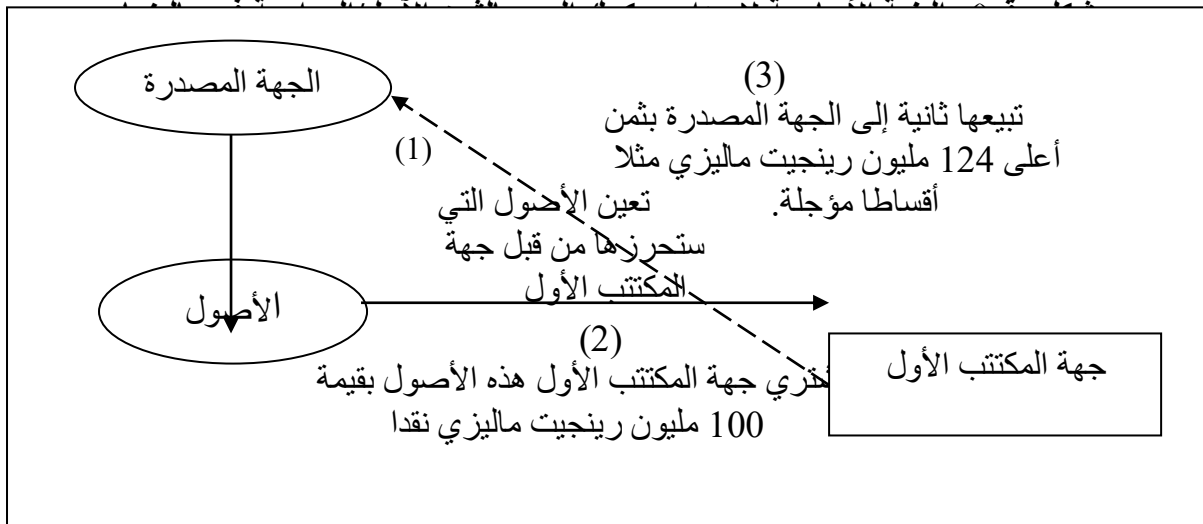 الجهة المصدرة
(3)
تبيعها ثانية إلى الجهة المصدرة بثمن
أعلى 124 مليون رينجيت ماليزي مثلا
أقساطا مؤجلة.
(1)
تعين الأصول التي
ستحرزها من قبل جهة
المكتتب الأول
الأصول
(2)
جهة المكتتب الأول هذه الأصول بقيمة
100 مليون رينجيت ماليزي نقدا
جهة المكتتب الأول